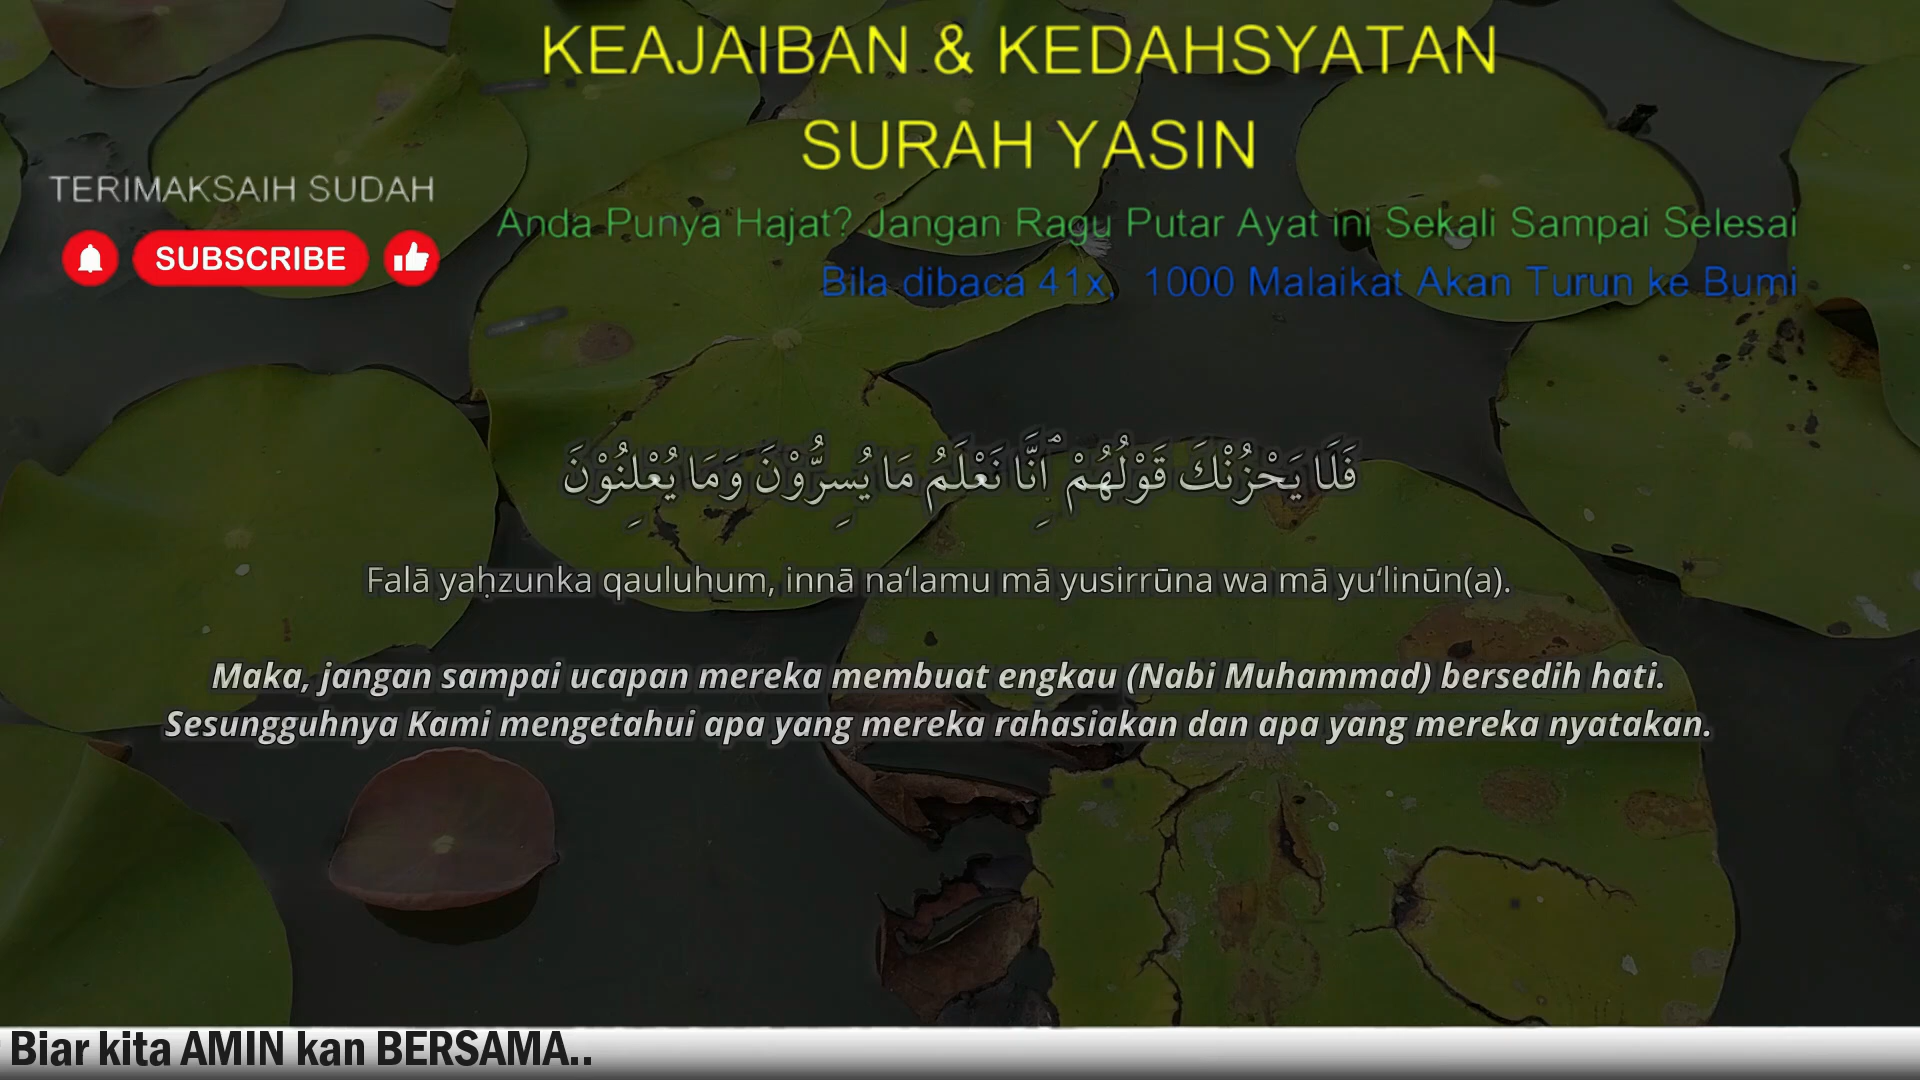 KEAJAIBAN & KEDAHSYATAN
SURAH YASIN
TERIMAKSAIH SUDAH
SUBSCRIBE
Anda Punya Hajat? Jangan Ragu Putar Ayat ini Sekali Sampai Selesai
Bila dibaca 41x, 1000 Malaikat Akan Turun ke Bumi
فَلَا يَحْزُنْكَ قَوْلُهُمْ ۘاِنَّا نَعْلَمُ مَا يُسِرُّوْنَ وَمَا يُعْلِنُوْنَ
Falā yaḥzunka qauluhum, innā na‘lamu mā yusirrūna wa mā yu‘linūn(a).
Maka, jangan sampai ucapan mereka membuat engkau (Nabi Muhammad) bersedih hati.
Sesungguhnya Kami mengetahui apa yang mereka rahasiakan dan apa yang mereka nyatakan.
Biar kita AMIN kan BERSAMA..